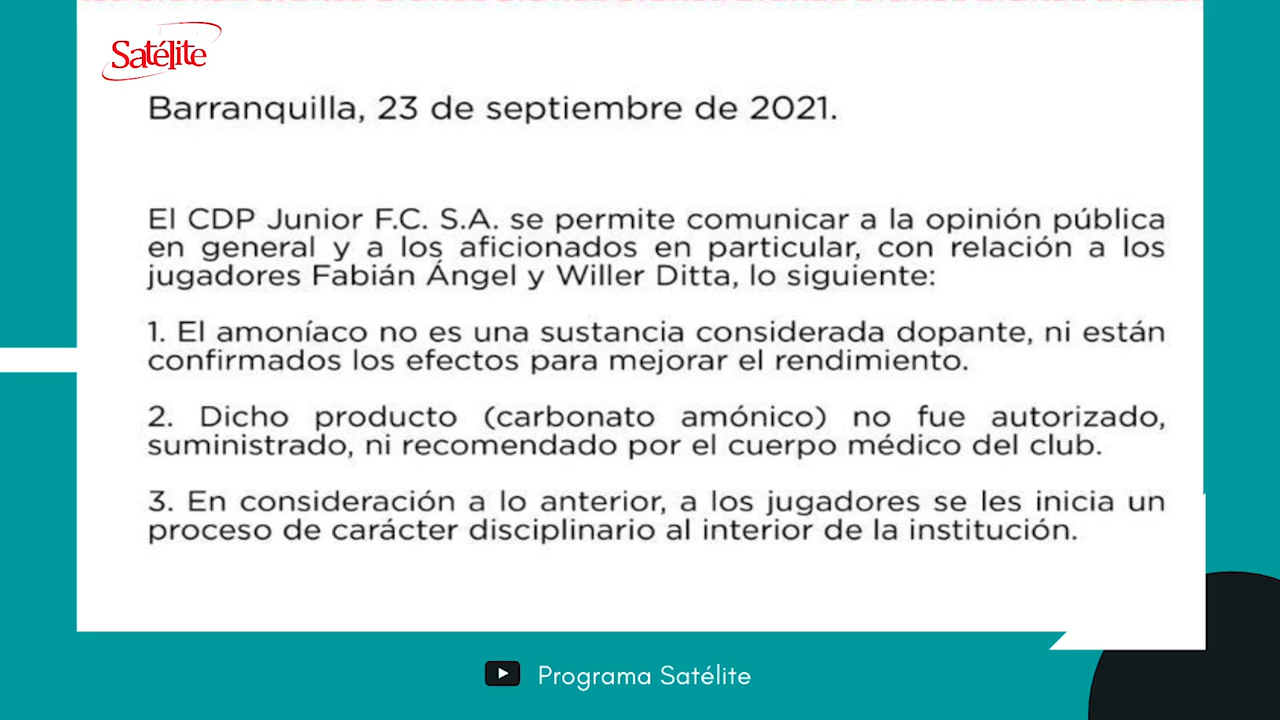 Satélite
Barranquilla, 23 de septiembre de 2021.
El CDP Junior F.C. S.A. se permite comunicar a la opinión pública
en general y a los aficionados en particular, con relación a los
jugadores Fabián Ángel y Willer Ditta, lo siguiente:
1. El amoníaco no es una sustancia considerada dopante, ni están
confirmados los efectos para mejorar el rendimiento.
2. Dicho producto (carbonato amónico) no fue autorizado,
suministrado, ni recomendado por el cuerpo médico del club.
3. En consideración a lo anterior, a los jugadores se les inicia un
proceso de carácter disciplinario al interior de la institución.
Programa Satélite